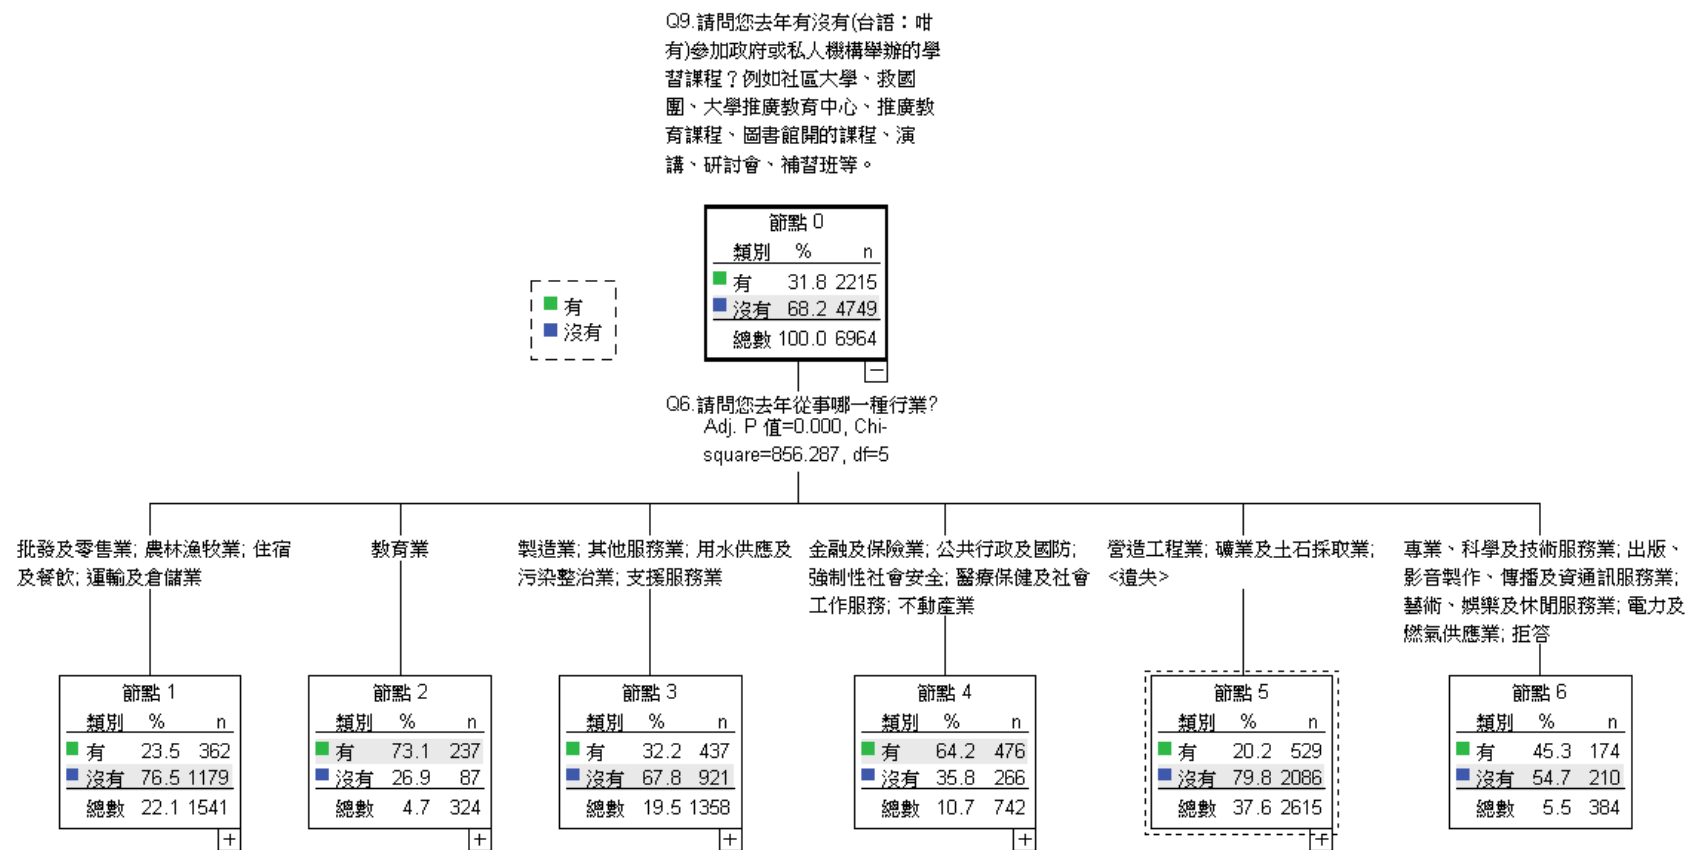 Q9.請問您去年有沒有(台語：咁
有)參加政府或私人機構舉辦的學
習課程？例如社區大學、救國
團、大學推廣教育中心、推廣教
育課程、圖書館開的課程、演
講、研討會、補習班等。
節點 0
類別 % n
有 31.8 2215
沒有 68.2 4749
總數 100.0 6964
有
沒有
Q6.請問您去年從事哪一種行業?
Adj. P 值=0.000, Chi-
square=856.287, df=5
批發及零售業; 農林漁牧業; 住宿
及餐飲; 運輸及倉儲業
教育業
製造業; 其他服務業; 用水供應及
污染整治業; 支援服務業
金融及保險業; 公共行政及國防;
強制性社會安全; 醫療保健及社會
工作服務; 不動產業
營造工程業; 礦業及土石採取業;
<遺失>
專業、科學及技術服務業; 出版、
影音製作、傳播及資通訊服務業;
藝術、娛樂及休閒服務業; 電力及
燃氣供應業; 拒答
節點 1
類別 % n
有 23.5 362
沒有 76.5 1179
總數 22.1 1541
節點 2
類別 % n
有 73.1 237
沒有 26.9 87
總數 4.7 324
節點 3
類別 % n
有 32.2 437
沒有 67.8 921
總數 19.5 1358
節點 4
類別 % n
有 64.2 476
沒有 35.8 266
總數 10.7 742
節點 5
類別 % n
有 20.2 529
沒有 79.8 2086
總數 37.6 2615
節點 6
類別 % n
有 45.3 174
沒有 54.7 210
總數 5.5 384